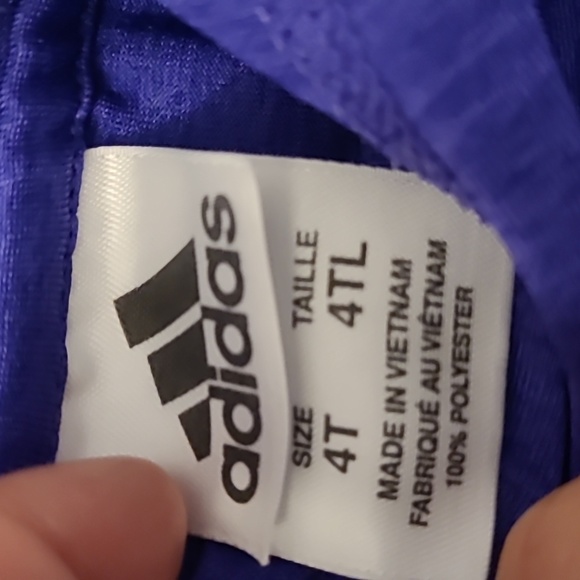 adidas
SIZE TAILLE
4T 4TL
MADE IN VIETNAM
FABRIQUÉ AU VIÊTNAM
100% POLYESTER